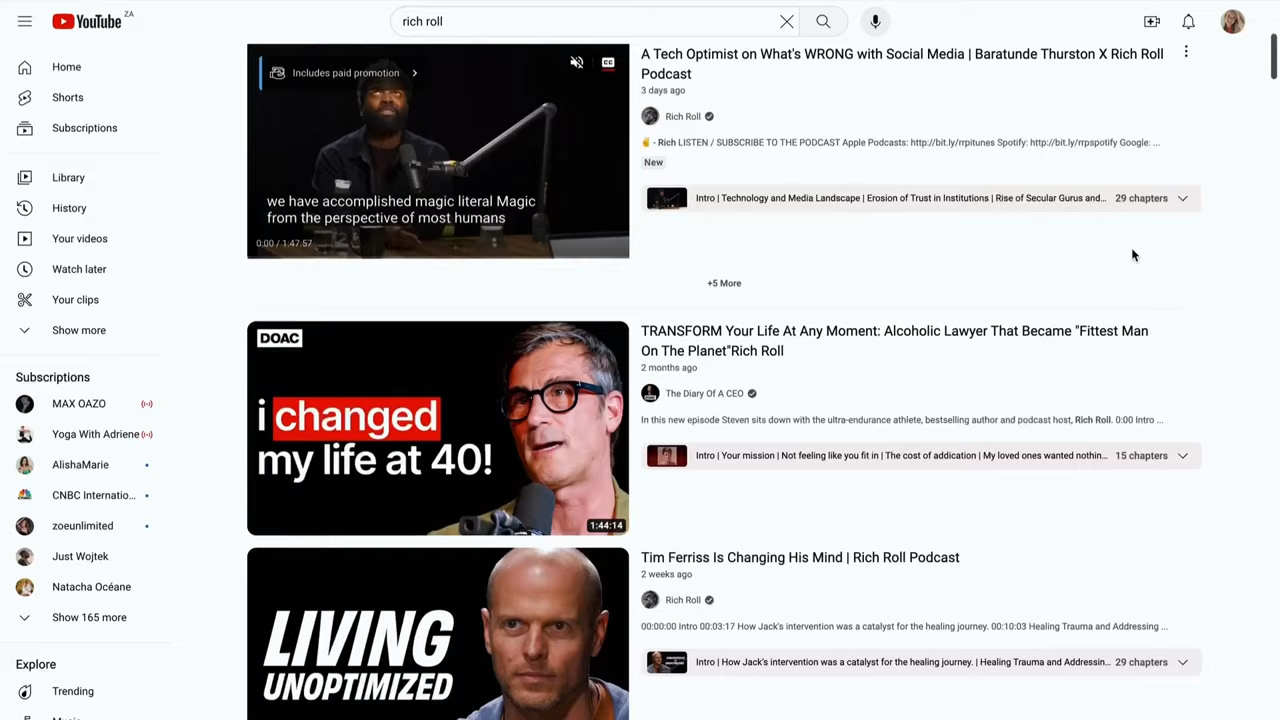 YouTube ZA
rich roll
Home
Shorts
Subscriptions
Library
History
Your videos
Watch later
Your clips
Show more
Subscriptions
MAX OAZO
Yoga With Adriene
AlishaMarie
CNBC Internatio...
zoeunlimited
Just Wojtek
Natacha Océane
Show 165 more
Explore
Trending
Includes paid promotion
CC
we have accomplished magic literal Magic
from the perspective of most humans
0:00 / 1:47:57
A Tech Optimist on What's WRONG with Social Media | Baratunde Thurston X Rich Roll
Podcast
3 days ago
Rich Roll
✌️ - Rich LISTEN / SUBSCRIBE TO THE PODCAST Apple Podcasts: http://bit.ly/rrpitunes Spotify: http://bit.ly/rrpspotify Google: ...
New
Intro | Technology and Media Landscape | Erosion of Trust in Institutions | Rise of Secular Gurus and... 29 chapters
+5 More
DOAC
i changed
my life at 40!
1:44:14
TRANSFORM Your Life At Any Moment: Alcoholic Lawyer That Became "Fittest Man
On The Planet"Rich Roll
2 months ago
The Diary Of A CEO
In this new episode Steven sits down with the ultra-endurance athlete, bestselling author and podcast host, Rich Roll. 0:00 Intro ...
Intro | Your mission | Not feeling like you fit in | The cost of addication | My loved ones wanted nothin... 15 chapters
LIVING
UNOPTIMIZED
Tim Ferriss Is Changing His Mind | Rich Roll Podcast
2 weeks ago
Rich Roll
00:00:00 Intro 00:03:17 How Jack's intervention was a catalyst for the healing journey. 00:10:03 Healing Trauma and Addressing ...
Intro | How Jack's intervention was a catalyst for the healing journey. | Healing Trauma and Addressin... 29 chapters